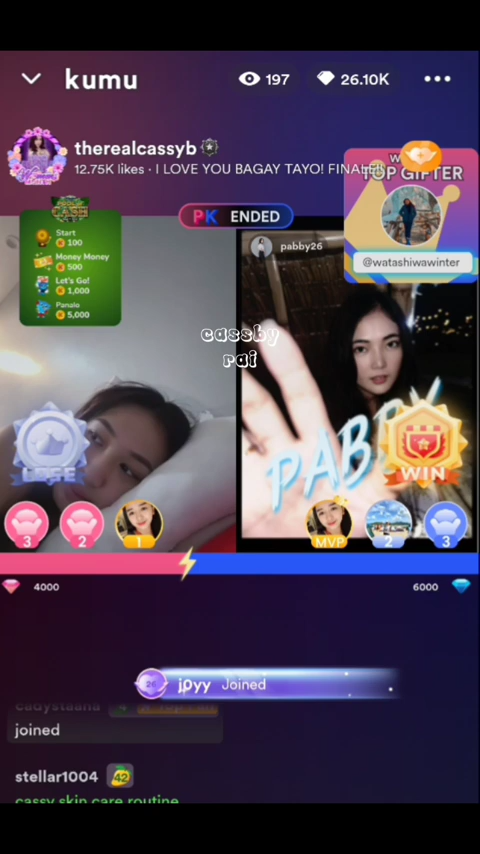 kumu
197
26.10K
therealcassyb
12.75K likes · I LOVE YOU BAGAY TAYO! FINALE!!
TOP GIFTER
@watashiwawinter
PK ENDED
Start
100
Money Money
500
Let's Go!
1,000
Panalo
5,000
pabby26
cassby
rai
PABBY
LOSE
WIN
3
2
1
MVP
2
3
4000
6000
joyy Joined
joined
stellar1004 42
cassy skin care routine